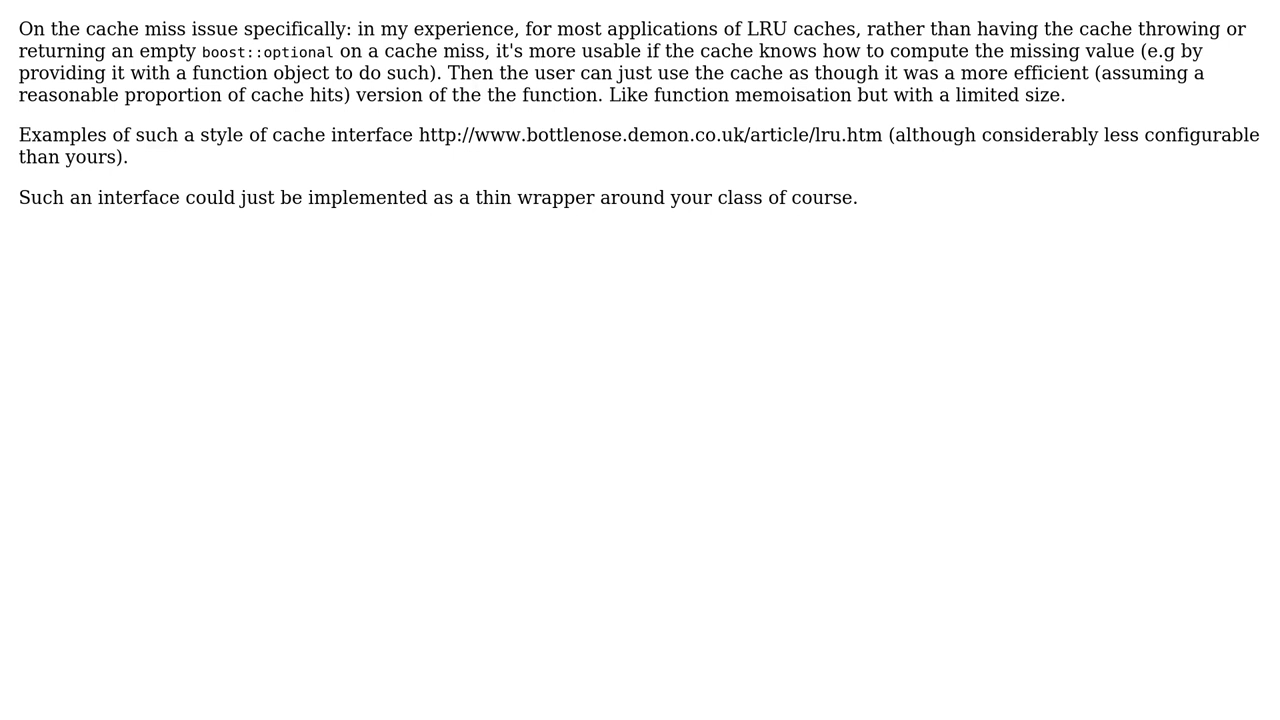 On the cache miss issue specifically: in my experience, for most applications of LRU caches, rather than having the cache throwing or
returning an empty boost::optional on a cache miss, it's more usable if the cache knows how to compute the missing value (e.g by
providing it with a function object to do such). Then the user can just use the cache as though it was a more efficient (assuming a
reasonable proportion of cache hits) version of the the function. Like function memoisation but with a limited size.
Examples of such a style of cache interface http://www.bottlenose.demon.co.uk/article/lru.htm (although considerably less configurable
than yours).
Such an interface could just be implemented as a thin wrapper around your class of course.